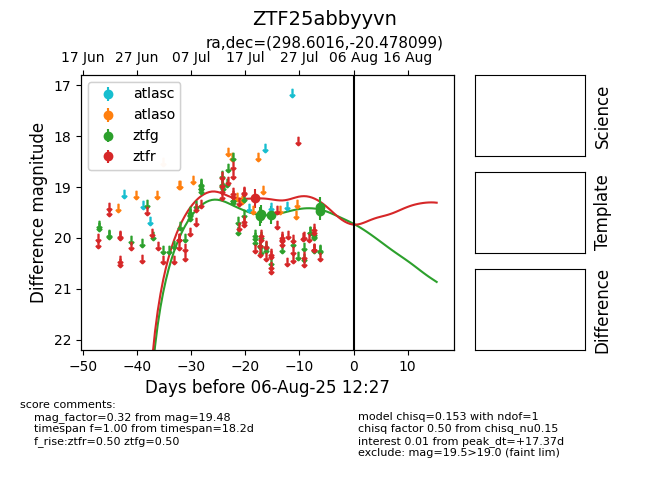 ZTF25abbyyvn
ra,dec=(298.6016,-20.478099)
17 Jun 27 Jun 07 Jul 17 Jul 27 Jul 06 Aug 16 Aug
17
18
19
20
21
22
Difference magnitude
atlasc
atlaso
ztfg
ztfr
−50 −40 −30 −20 −10 0 10
Days before 06-Aug-25 12:27
Science
Template
Difference
score comments:
mag_factor=0.32 from mag=19.48
timespan f=1.00 from timespan=18.2d
f_rise:ztfr=0.50 ztfg=0.50
model chisq=0.153 with ndof=1
chisq factor 0.50 from chisq_nu0.15
interest 0.01 from peak_dt=+17.37d
exclude: mag=19.5>19.0 (faint lim)